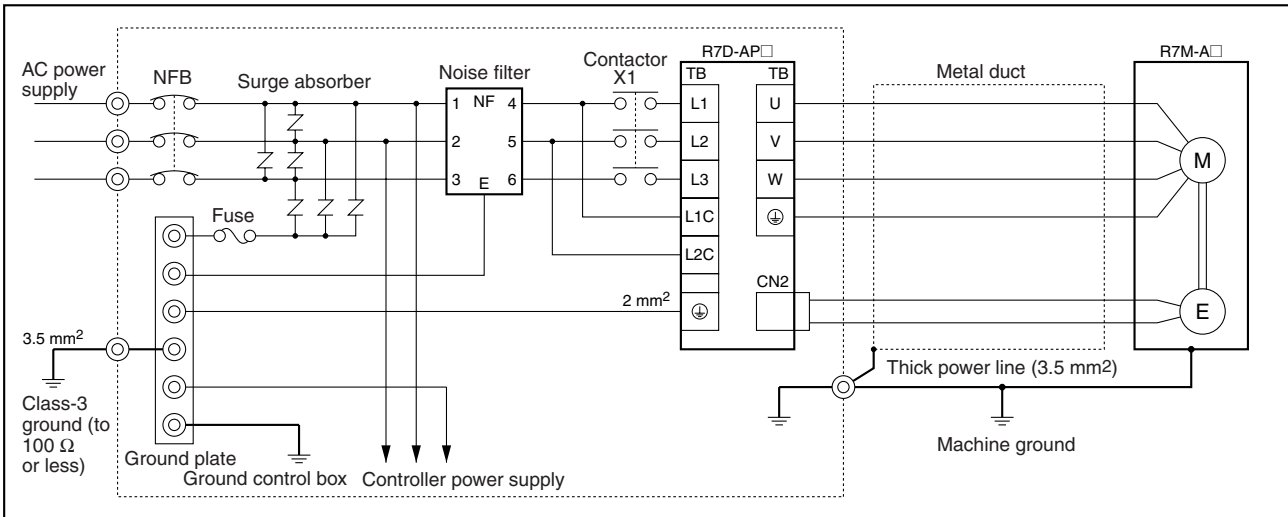 R7D-AP□
R7M-A□
AC power
supply
NFB
Surge absorber
Noise filter
Contactor
X1
TB
TB
Metal duct
1
NF
4
L1
U
2
5
L2
V
M
3
E
6
L3
W
Fuse
L1C
L2C
CN2
E
2 mm²
3.5 mm²
Thick power line (3.5 mm²)
Class-3
ground (to
100 Ω
or less)
Machine ground
Ground plate
Ground control box
Controller power supply